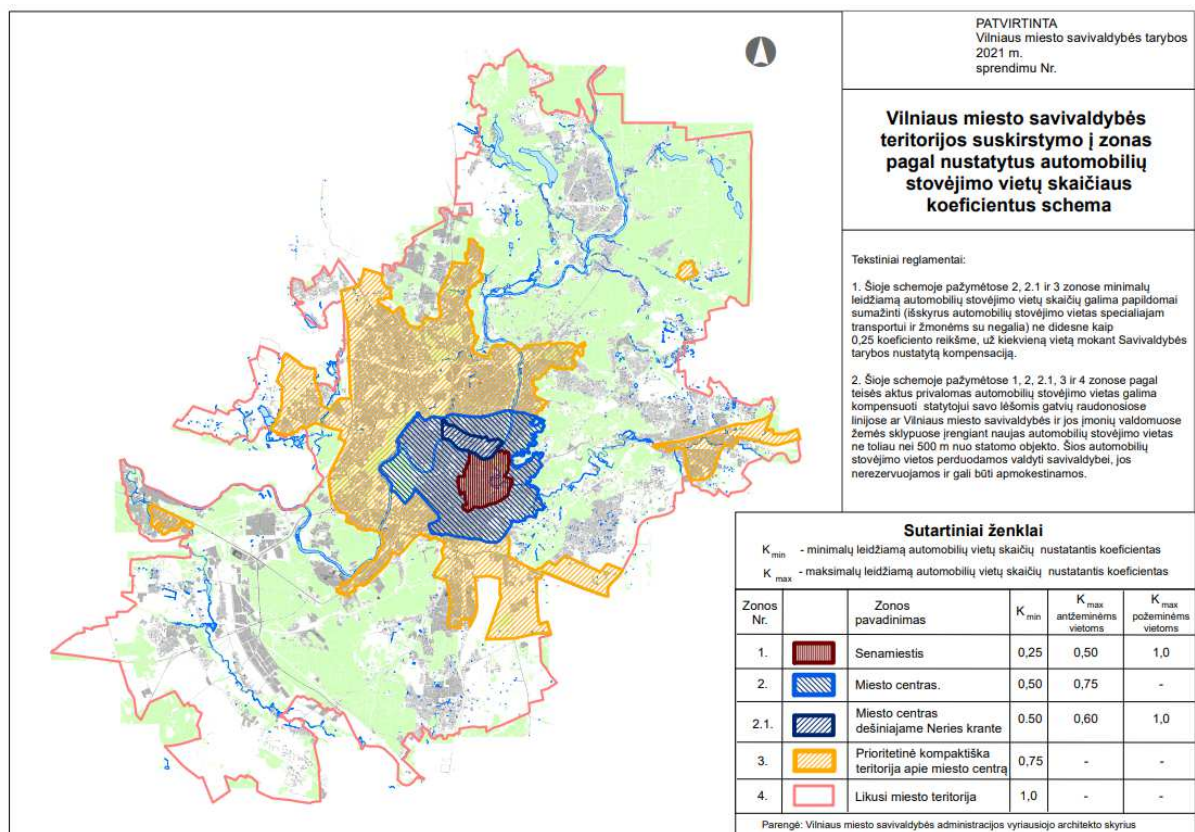 PATVIRTINTA
Vilniaus miesto savivaldybės tarybos
2021 m.
sprendimu Nr.
Vilniaus miesto savivaldybės
teritorijos suskirstymo į zonas
pagal nustatytus automobilių
stovėjimo vietų skaičiaus
koeficientus schema
Tekstiniai reglamentai:
1. Šioje schemoje pažymėtose 2, 2.1 ir 3 zonose minimalų
leidžiamą automobilių stovėjimo vietų skaičių galima papildomai
sumažinti (išskyrus automobilių stovėjimo vietas specialiajam
transportui ir žmonėms su negalia) ne didesne kaip
0,25 koeficiento reikšme, už kiekvieną vietą mokant Savivaldybės
tarybos nustatytą kompensaciją.
2. Šioje schemoje pažymėtose 1, 2, 2.1, 3 ir 4 zonose pagal
teisės aktus privalomas automobilių stovėjimo vietas galima
kompensuoti statytojui savo lėšomis gatvių raudonosiose
linijose ar Vilniaus miesto savivaldybė ir jos įmonių valdomuose
žemės sklypuose įrengiant naujas automobilių stovėjimo vietas
ne toliau nei 500 m nuo statomo objekto. Šios automobilių
stovėjimo vietos perduodamos valdyti savivaldybei, jos
nerezervuojamos ir gali būti apmokestinamos.
Sutartiniai ženklai
K min - minimalų leidžiamą automobilių vietų skaičių nustatantis koeficientas
K max - maksimalų leidžiamą automobilių vietų skaičių nustatantis koeficientas
Zonos Nr. Zonos pavadinimas K min K max antžeminėms vietoms K max požeminėms vietoms
1. Senamiestis 0,25 0,50 1,0
2. Miesto centras. 0,50 0,75 -
2.1. Miesto centras dešiniajame Neries krante 0.50 0,60 1,0
3. Prioritetinė kompaktiška teritorija apie miesto centrą 0,75 - -
4. Likusi miesto teritorija 1,0 - -
Parengė: Vilniaus miesto savivaldybės administracijos vyriausiojo architekto skyrius